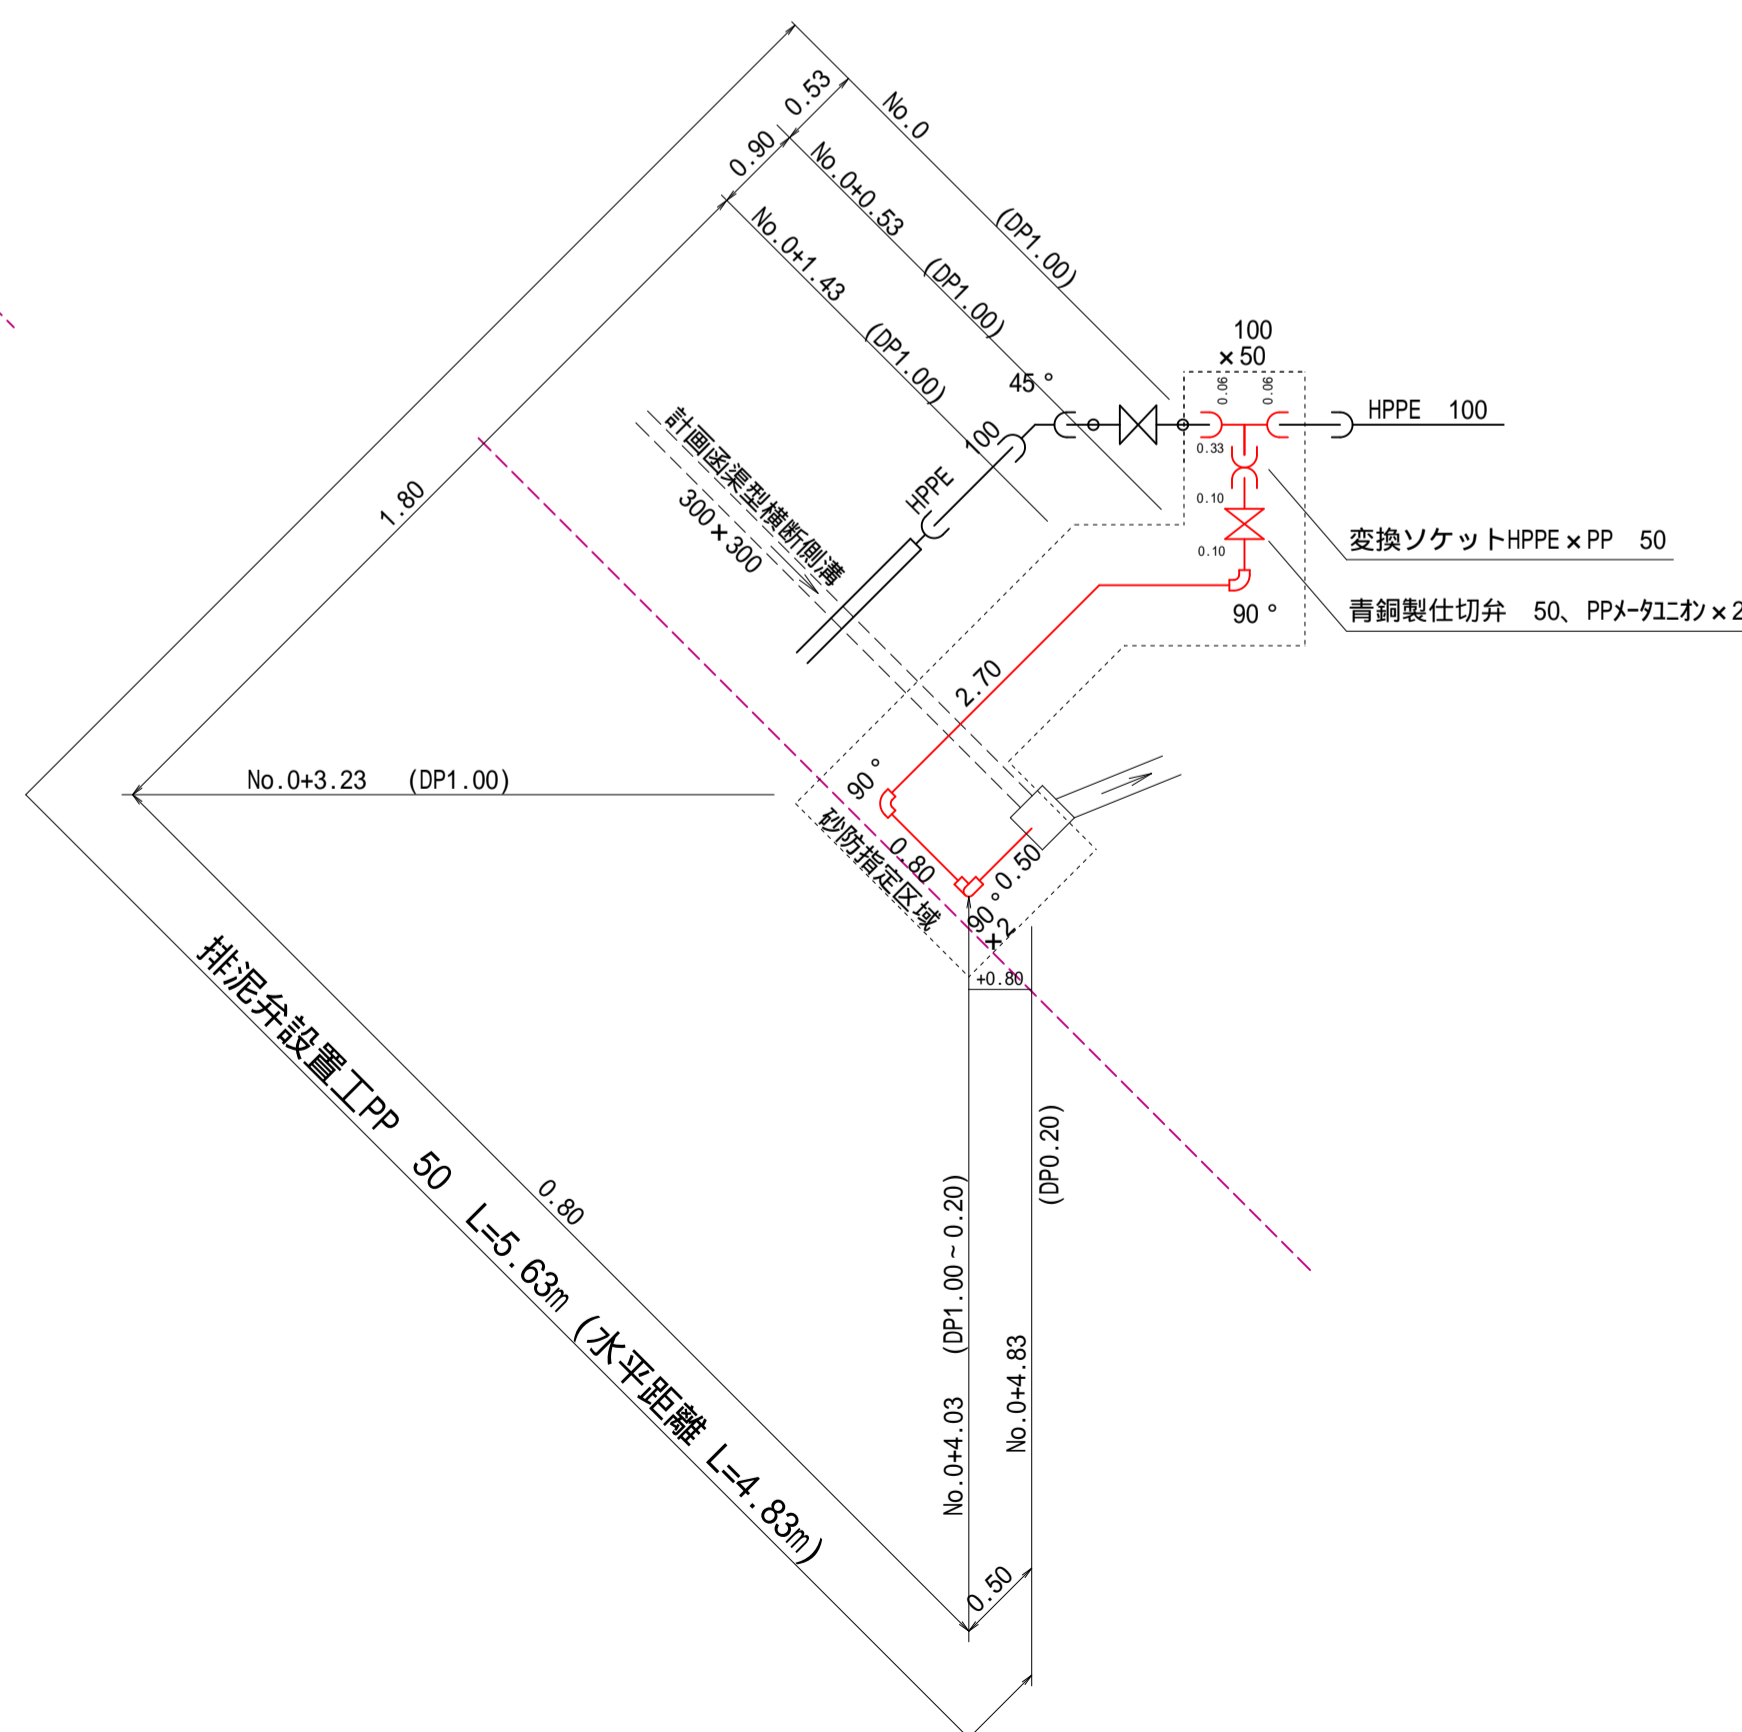 0.53
No.0
(DP1.00)
0.90
No.0+0.53
(DP1.00)
No.0+1.43
(DP1.00)
100
×50
45°
0.06
0.06
HPPE 100
0.33
HPPE 100
0.10
0.10
計画函渠型横断側溝
300×300
変換ソケットHPPE×PP 50
青銅製仕切弁 50、PPメータユニオン×2
90°
1.80
2.70
No.0+3.23 (DP1.00)
90°
0.80
砂防指定区域
0.50
90°
×2
+0.80
排泥弁設置工PP 50 L=5.63m (水平距離 L=4.83m)
0.80
No.0+4.03 (DP1.00~0.20)
No.0+4.83 (DP0.20)
0.50